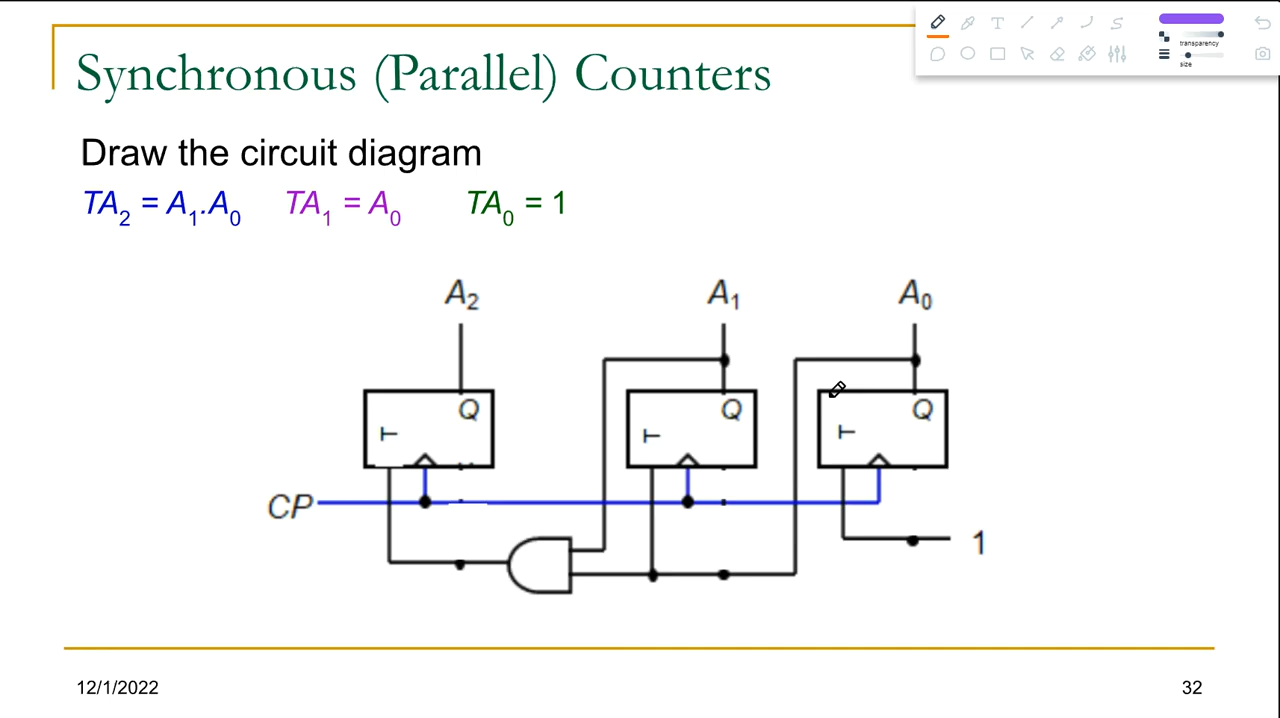 Synchronous (Parallel) Counters
T
transparency
size
Draw the circuit diagram
TA₂ = A₁.A₀ TA₁ = A₀ TA₀ = 1
A₂ A₁ A₀
Q Q Q
T T T
CP
1
12/1/2022 32